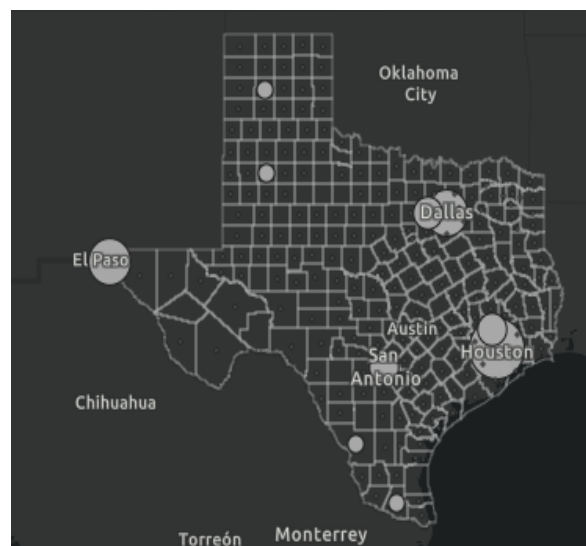 Oklahoma
City
Dallas
El Paso
Austin
Houston
San
Antonio
Chihuahua
Torreón
Monterrey